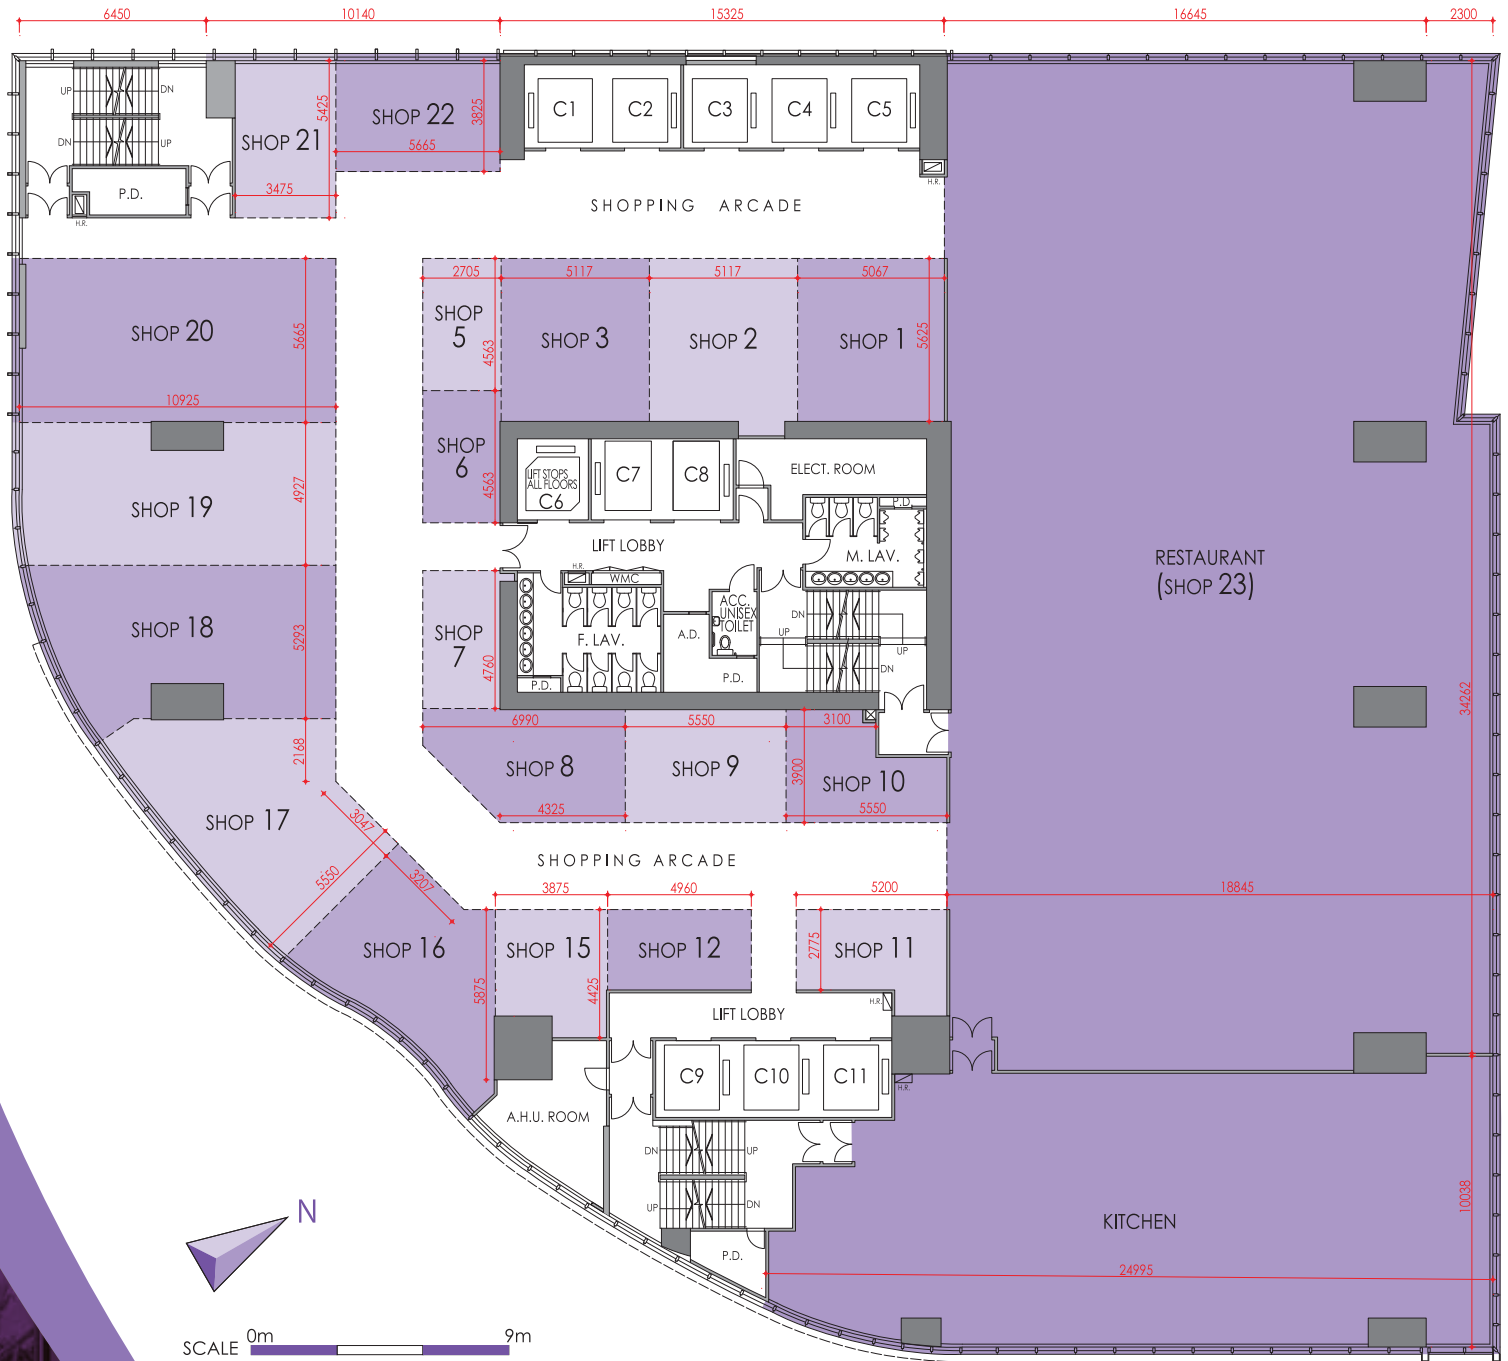 6450 10140 15325 16645 2300
UP DN
DN UP
P.D.
H.R.
5425
SHOP 21
3475
SHOP 22
3825
5665
C1 C2 C3 C4 C5
H.R.
SHOPPING ARCADE
2705 5117 5117 5067
SHOP 20
5665
10925
SHOP
5
4563
SHOP 3
SHOP 2
SHOP 1
5625
SHOP
6
4563
LIFT STOPS
ALL FLOORS
C6
C7 C8
ELECT. ROOM
P.D.
SHOP 19
4927
LIFT LOBBY
M. LAV.
H.R.
WMC
RESTAURANT
(SHOP 23)
SHOP 18
5293
SHOP
7
4760
F. LAV.
A.D.
ACC.
UNISEX
TOILET
DN
UP
UP
DN
P.D.
P.D.
34262
2168
6990 5550 3100
SHOP 8
SHOP 9
SHOP 10
3900
4325
5550
SHOP 17
3047
5550
3207
SHOPPING ARCADE
3875 4960 5200 18845
SHOP 16
5875
SHOP 15
4425
SHOP 12
2775
SHOP 11
H.R.
LIFT LOBBY
C9 C10 C11
H.R.
A.H.U. ROOM
DN UP
UP DN
P.D.
10038
KITCHEN
24995
N
SCALE 0m 9m